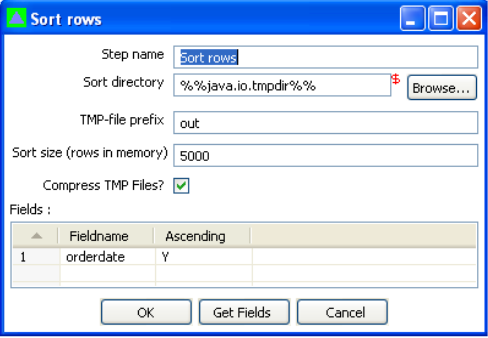 Sort rows
Step name Sort rows
Sort directory %%java.io.tmpdir%% $ Browse...
TMP-file prefix out
Sort size (rows in memory) 5000
Compress TMP Files?
Fields :
Fieldname Ascending
1 orderdate Y
OK Get Fields Cancel